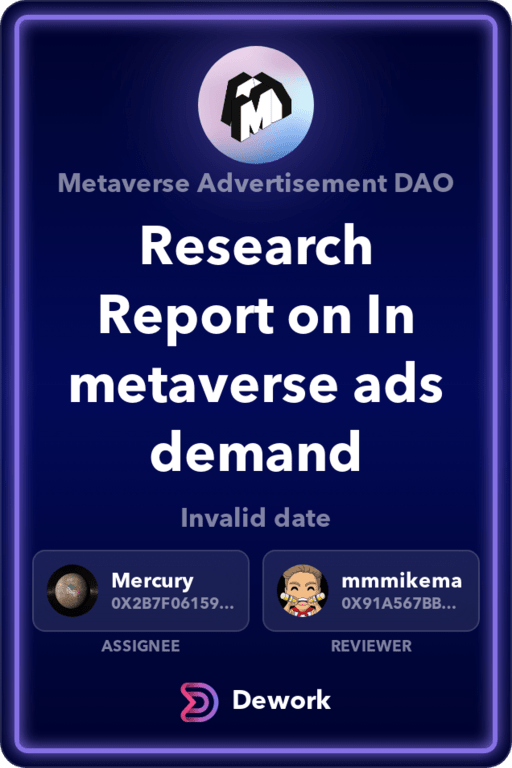 Metaverse Advertisement DAO
Research
Report on In
metaverse ads
demand
Invalid date
Mercury
0X2B7F06159...
mmmikema
0X91A567BB...
ASSIGNEE
REVIEWER
Dework